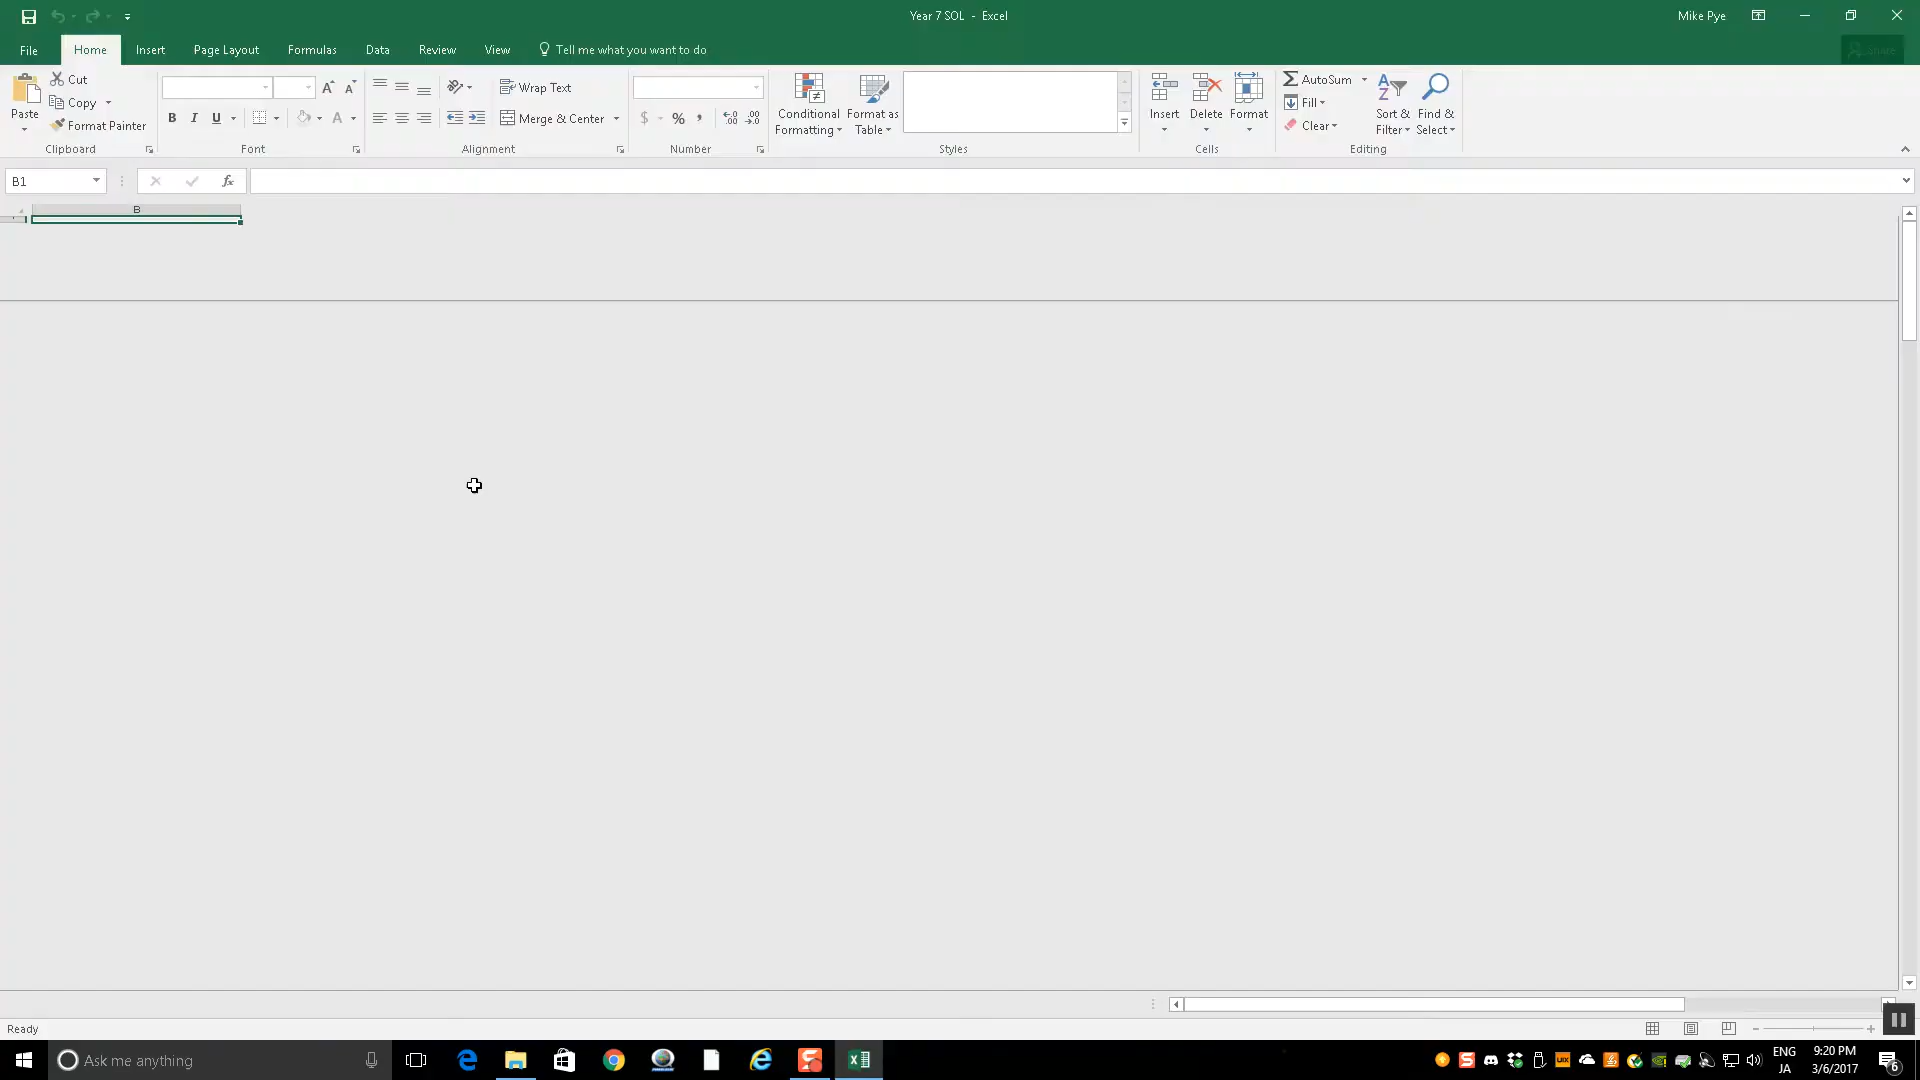 Year 7 SOL - Excel
Mike Pye
File
Home
Insert
Page Layout
Formulas
Data
Review
View
Tell me what you want to do
Share
Paste
Cut
Copy
Format Painter
Clipboard
B I U
Font
Wrap Text
Merge & Center
Alignment
$ % ,
Number
Conditional
Formatting
Format as
Table
Styles
Insert
Delete
Format
Cells
AutoSum
Fill
Clear
Sort &
Filter
Find &
Select
Editing
B1
fx
B
Ready
Ask me anything
ENG
JA
9:20 PM
3/6/2017
6